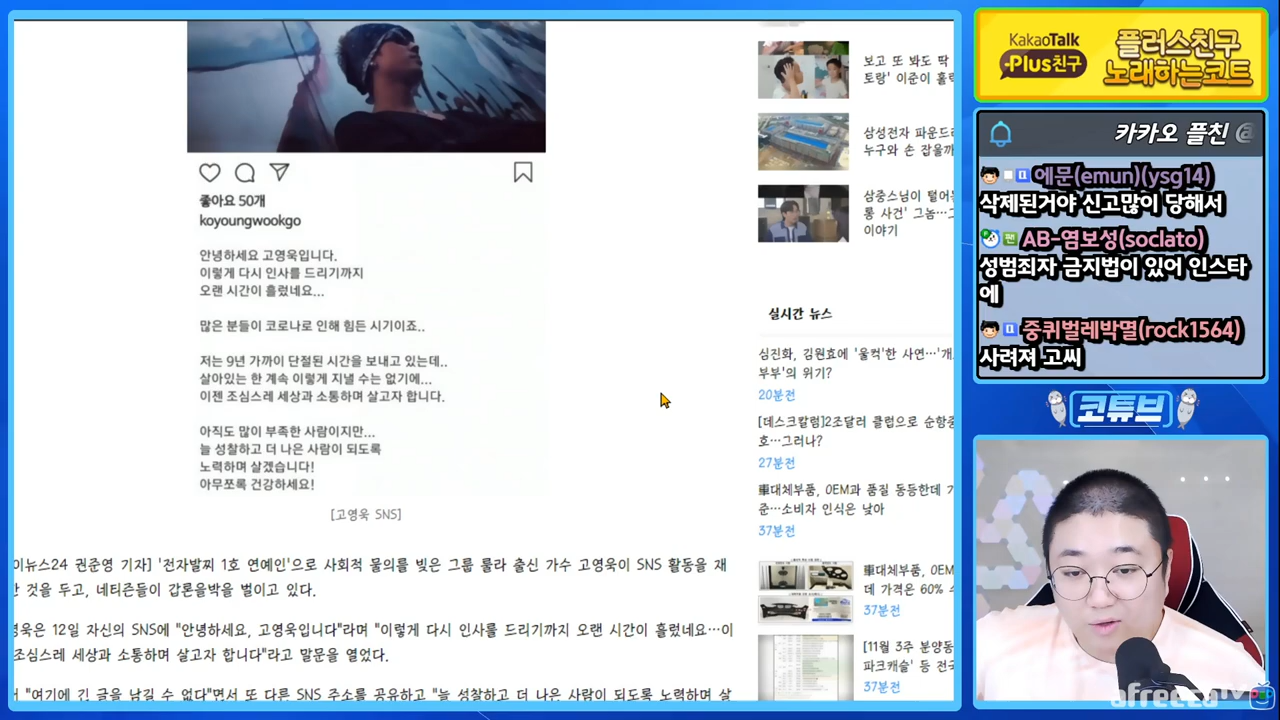 좋아요 50개
koyoungwookgo
안녕하세요 고영욱입니다.
이렇게 다시 인사를 드리기까지
오랜 시간이 흘렀네요...
많은 분들이 코로나로 인해 힘든 시기이죠..
저는 9년 가까이 단절된 시간을 보내고 있는데..
살아있는 한 계속 이렇게 지낼 수는 없기에...
이젠 조심스레 세상과 소통하며 살고자 합니다.
아직도 많이 부족한 사람이지만...
늘 성찰하고 더 나은 사람이 되도록
노력하며 살겠습니다!
아무쪼록 건강하세요!
[고영욱 SNS]
이뉴스24 권준영 기자] '전자발찌 1호 연예인'으로 사회적 물의를 빚은 그룹 룰라 출신 가수 고영욱이 SNS 활동을 재
한 것을 두고, 네티즌들이 갑론을박을 벌이고 있다.
영욱은 12일 자신의 SNS에 "안녕하세요, 고영욱입니다"라며 "이렇게 다시 인사를 드리기까지 오랜 시간이 흘렀네요…이
조심스레 세상과 소통하며 살고자 합니다"라고 말문을 열었다.
"여기에 긴 글을 남길 수 없다"면서 또 다른 SNS 주소를 공유하고 "늘 성찰하고 더 나은 사람이 되도록 노력하며 살
보고 또 봐도 딱
토랑' 이준이 훌
삼성전자 파운드
누구와 손 잡을까
삼중스님이 털어
롱 사건' 그놈…그
이야기
실시간 뉴스
심진화, 김원효에 '울컥'한 사연…'개
부부'의 위기?
20분전
[데스크칼럼]2조달러 클럽으로 순항중
호…그러나?
27분전
車대체부품, OEM과 품질 동등한데 기
준…소비자 인식은 낮아
37분전
車대체부품, OEM
데 가격은 60%
37분전
[11월 3주 분양동
파크캐슬' 등 전국
37분전
KakaoTalk
Plus친구
플러스친구
노래하는코트
카카오 플친 @
에문(emun)(ysg14)
삭제된거야 신고많이 당해서
AB-염보성(soclato)
성범죄자 금지법이 있어 인스타
에
중퀴벌레박멸(rock1564)
사려져 고씨
코튜브
afreecaTV